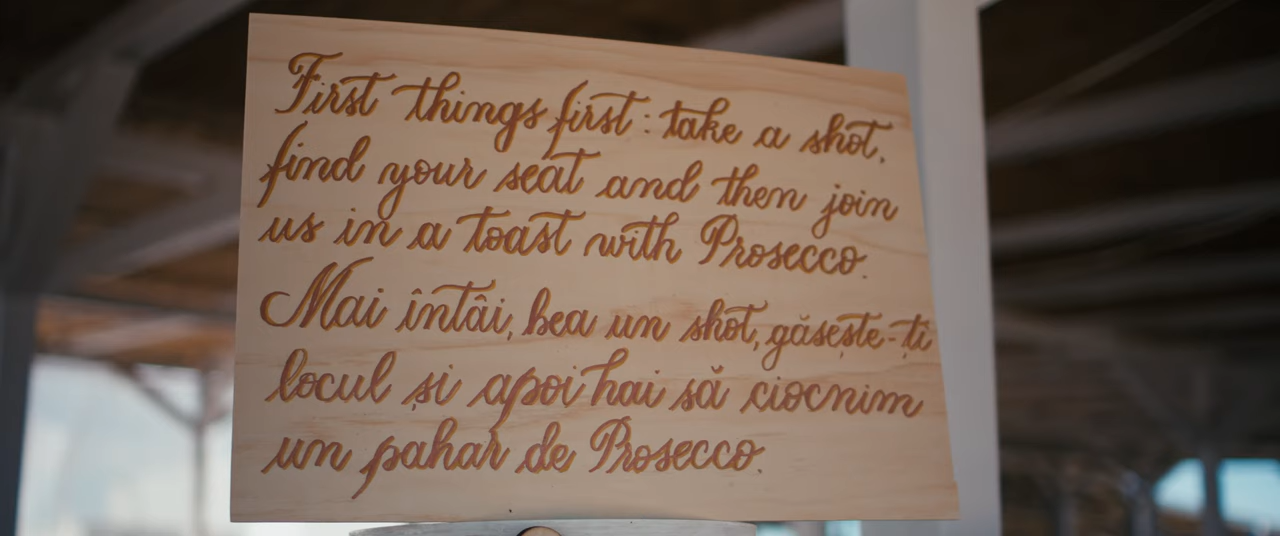 First things first: take a shot,
find your seat and then join
us in a toast with Prosecco.
Mai întâi, bea un shot, găsește-ți
locul și apoi hai să ciocnim
un pahar de Prosecco.